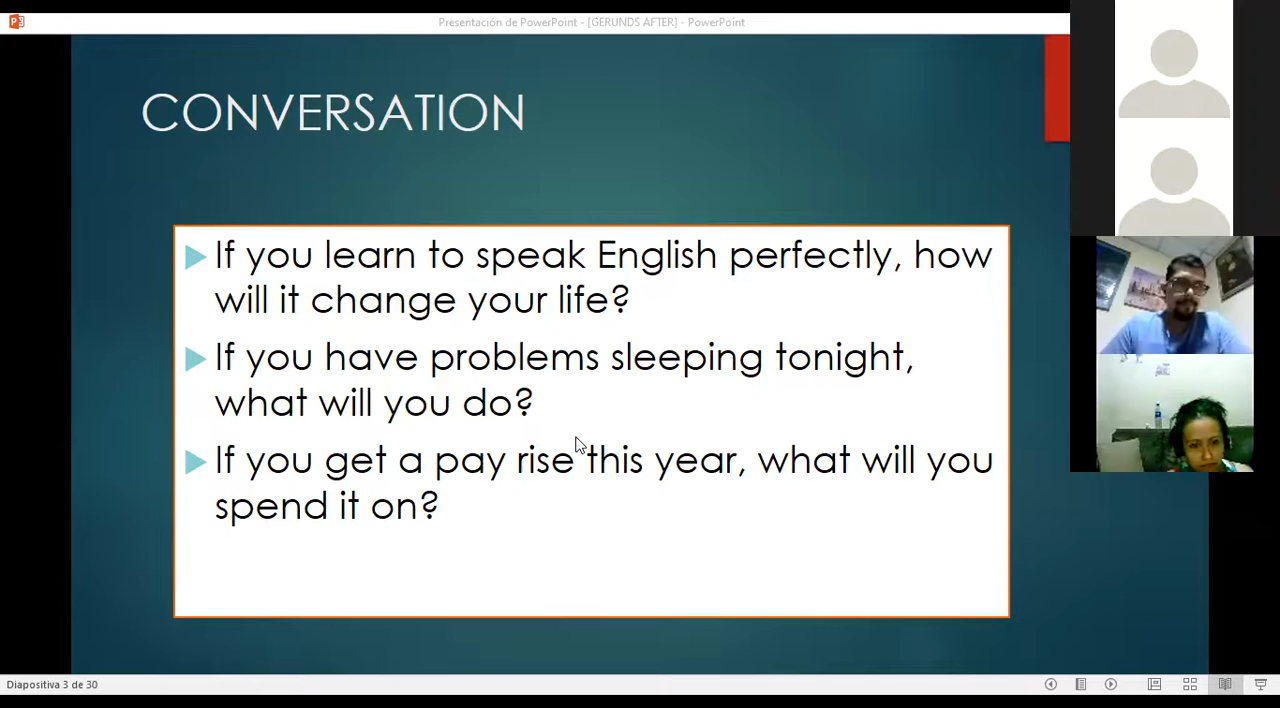 Presentación de PowerPoint - [GERUNDS AFTER] - PowerPoint
CONVERSATION
If you learn to speak English perfectly, how
will it change your life?
If you have problems sleeping tonight,
what will you do?
If you get a pay rise this year, what will you
spend it on?
Diapositiva 3 de 30